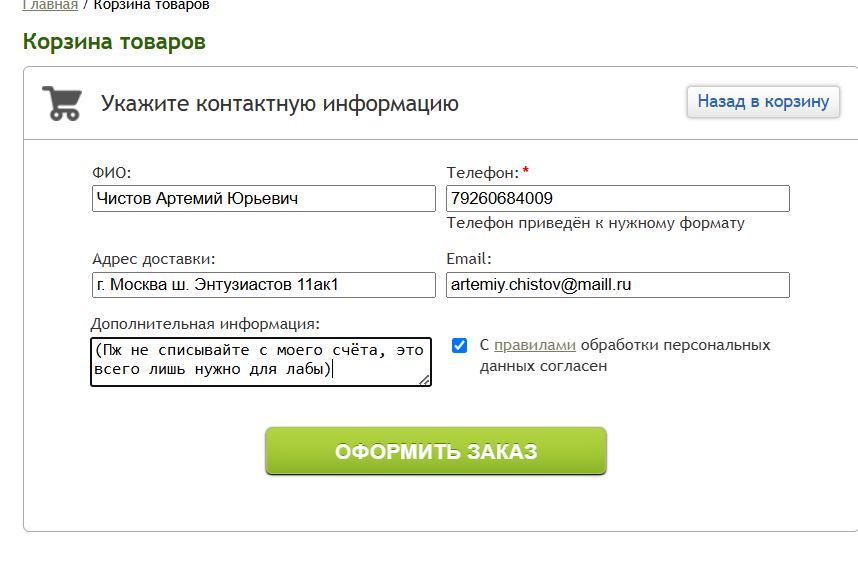 Главная / Корзина товаров
Корзина товаров
Укажите контактную информацию
Назад в корзину
ФИО:
Телефон: *
Чистов Артемий Юрьевич
79260684009
Телефон приведён к нужному формату
Адрес доставки:
Email:
г. Москва ш. Энтузиастов 11ак1
artemiy.chistov@maill.ru
Дополнительная информация:
(Пж не списывайте с моего счёта, это
всего лишь нужно для лабы)
С правилами обработки персональных
данных согласен
ОФОРМИТЬ ЗАКАЗ